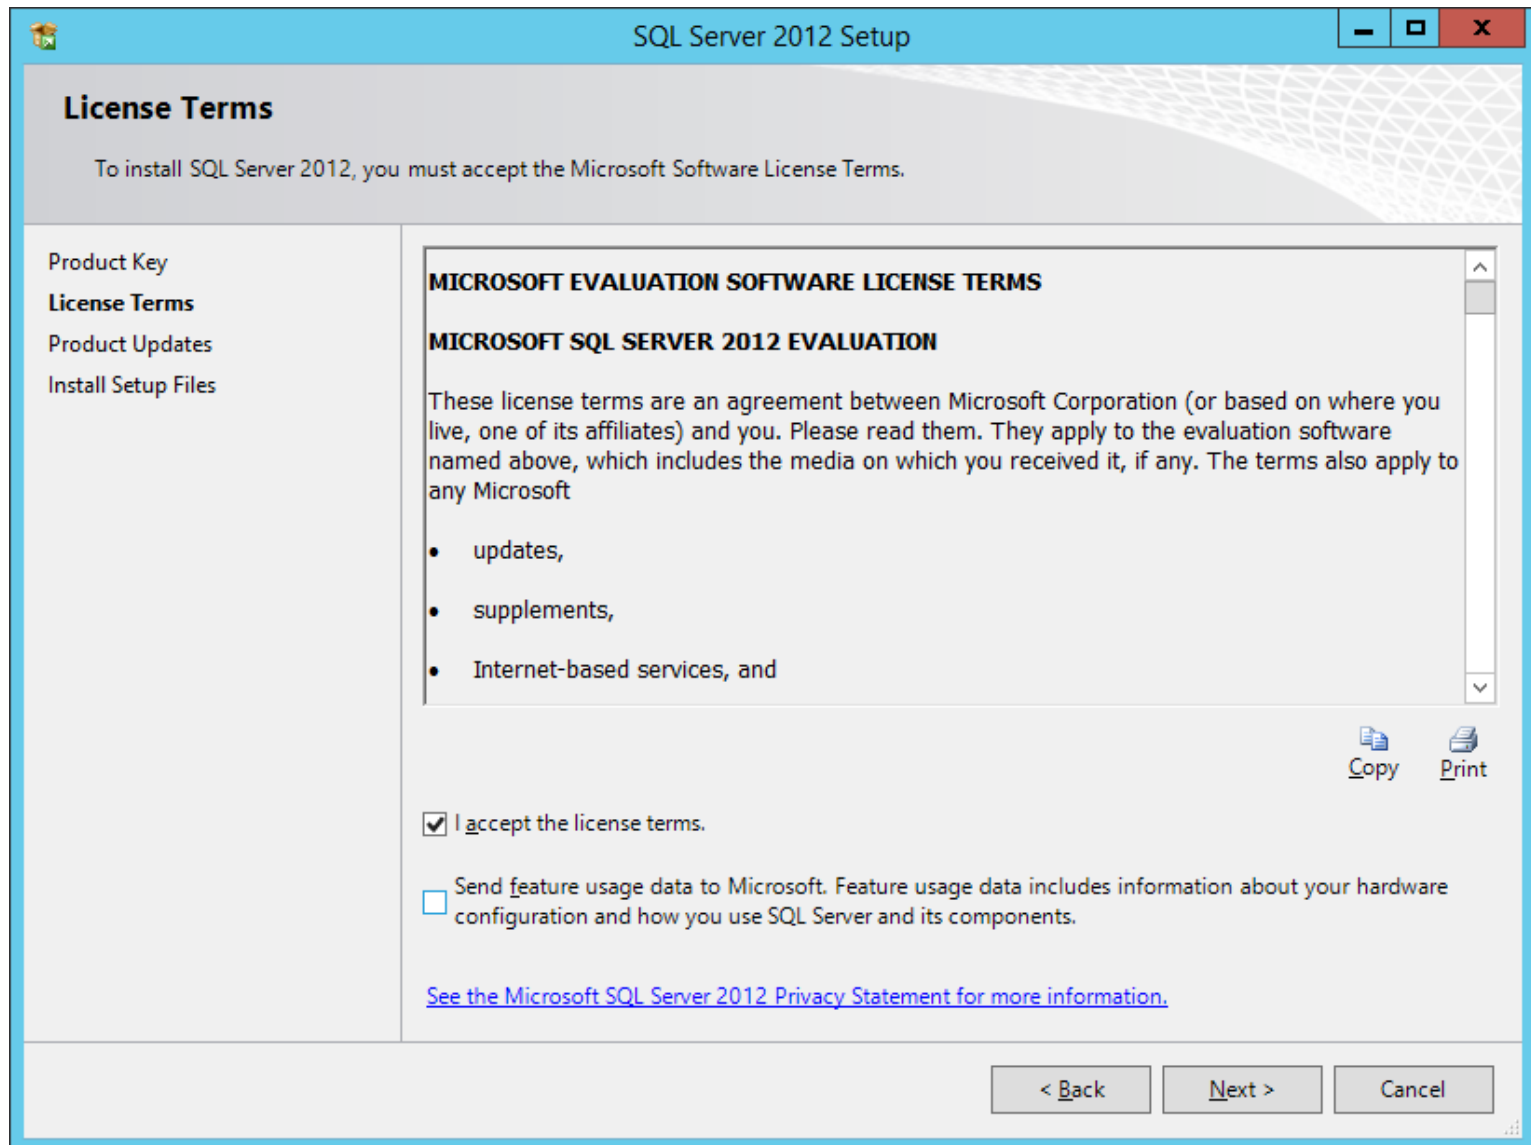 SQL Server 2012 Setup
License Terms
To install SQL Server 2012, you must accept the Microsoft Software License Terms.
Product Key
License Terms
Product Updates
Install Setup Files
MICROSOFT EVALUATION SOFTWARE LICENSE TERMS
MICROSOFT SQL SERVER 2012 EVALUATION
These license terms are an agreement between Microsoft Corporation (or based on where you
live, one of its affiliates) and you. Please read them. They apply to the evaluation software
named above, which includes the media on which you received it, if any. The terms also apply to
any Microsoft
• updates,
• supplements,
• Internet-based services, and
Copy Print
I accept the license terms.
Send feature usage data to Microsoft. Feature usage data includes information about your hardware
configuration and how you use SQL Server and its components.
See the Microsoft SQL Server 2012 Privacy Statement for more information.
< Back Next > Cancel